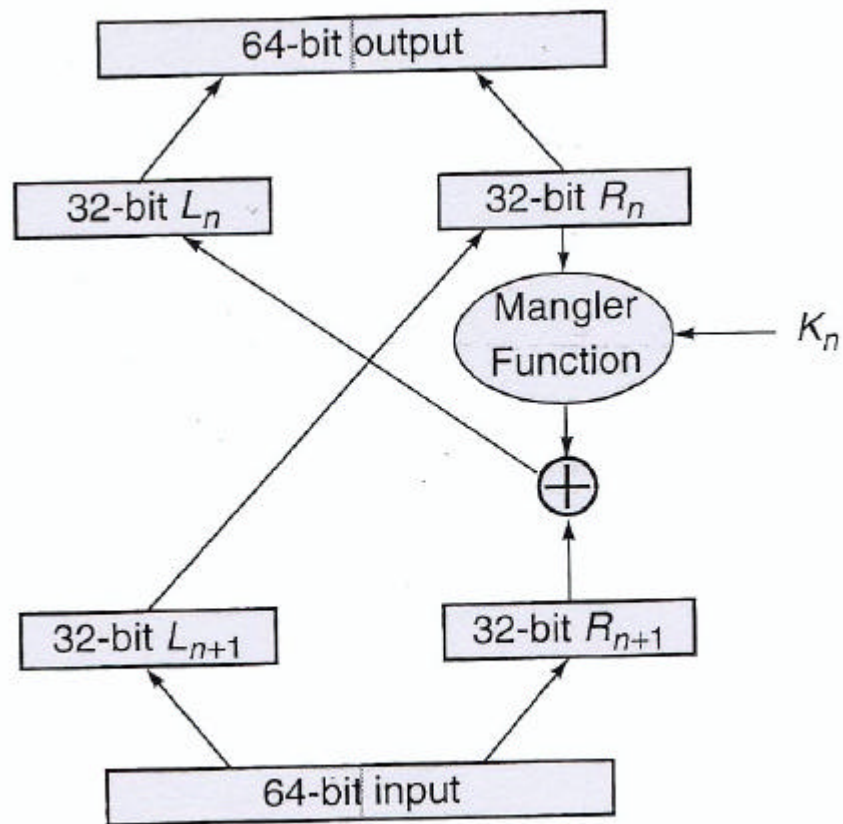 64-bit output
32-bit Lₙ
32-bit Rₙ
Mangler
Function
Kₙ
32-bit Lₙ₊₁
32-bit Rₙ₊₁
64-bit input